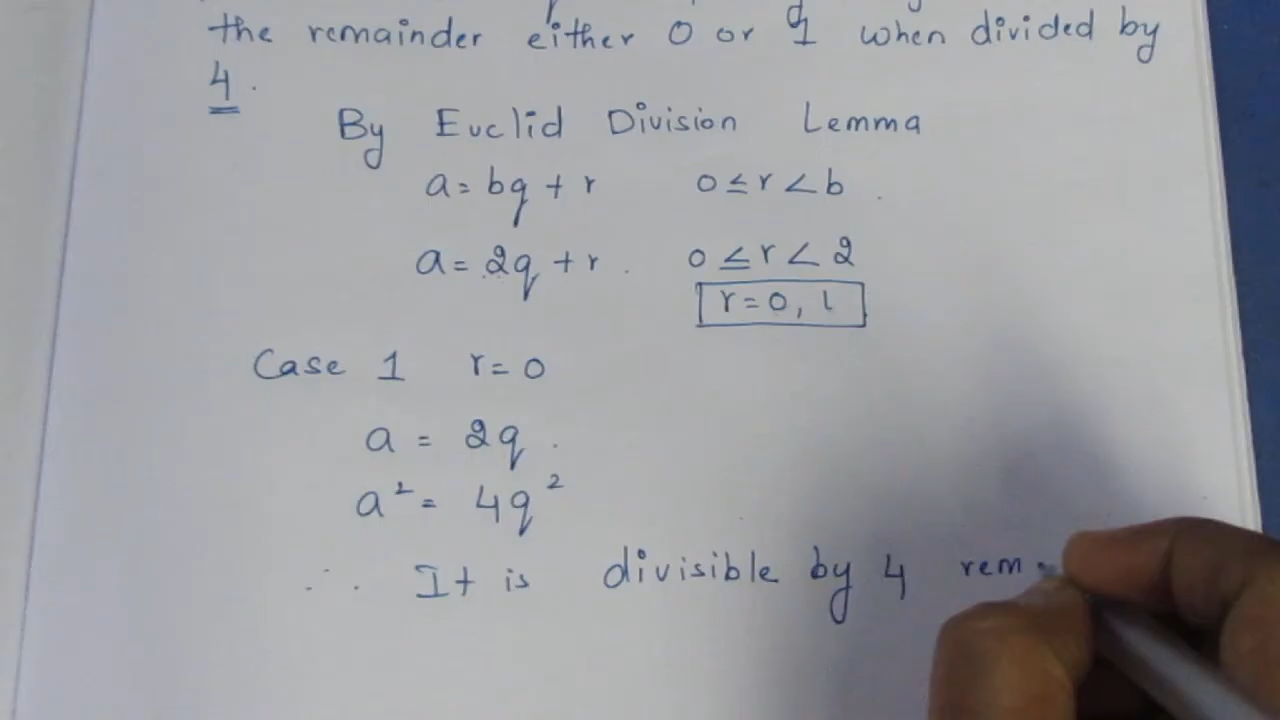 the remainder either 0 or 1 when divided by
4.
By Euclid Division Lemma
a = bq + r 0 ≤ r < b
a = 2q + r. 0 ≤ r < 2
r = 0, 1
Case 1 r = 0
a = 2q.
a² = 4q²
∴ It is divisible by 4 rem